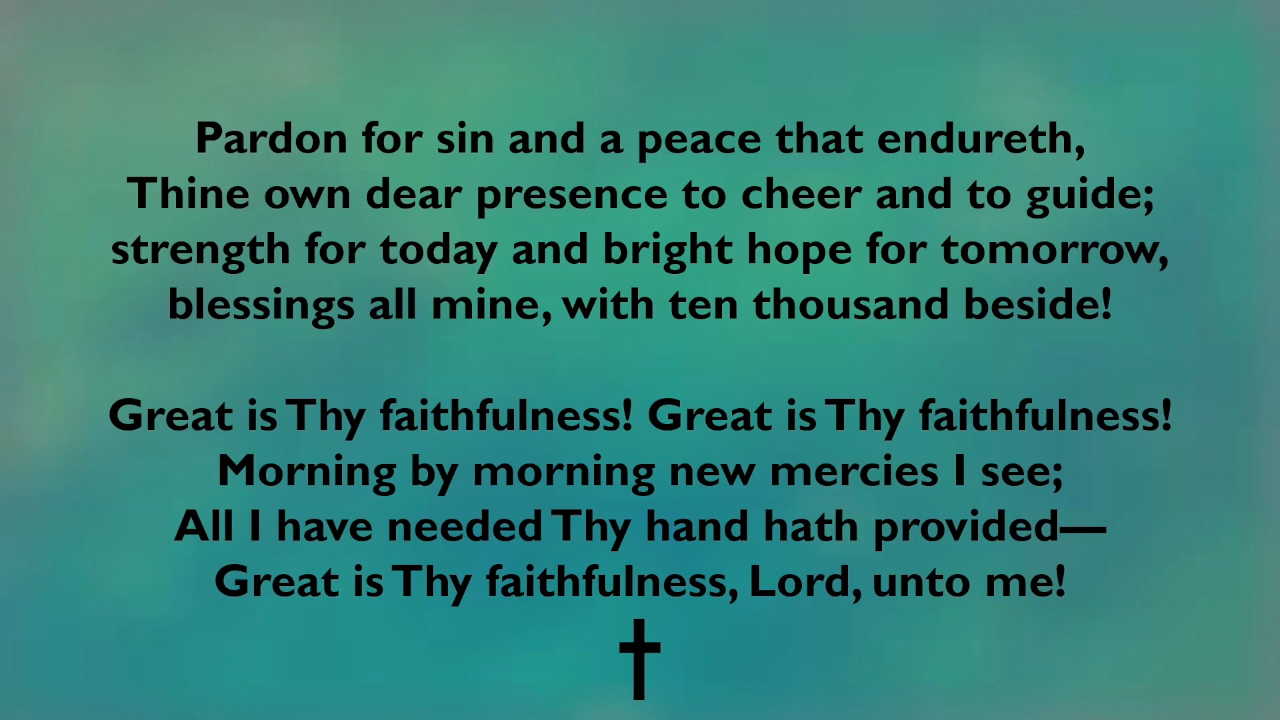 Pardon for sin and a peace that endureth,
Thine own dear presence to cheer and to guide;
strength for today and bright hope for tomorrow,
blessings all mine, with ten thousand beside!
Great is Thy faithfulness! Great is Thy faithfulness!
Morning by morning new mercies I see;
All I have needed Thy hand hath provided—
Great is Thy faithfulness, Lord, unto me!